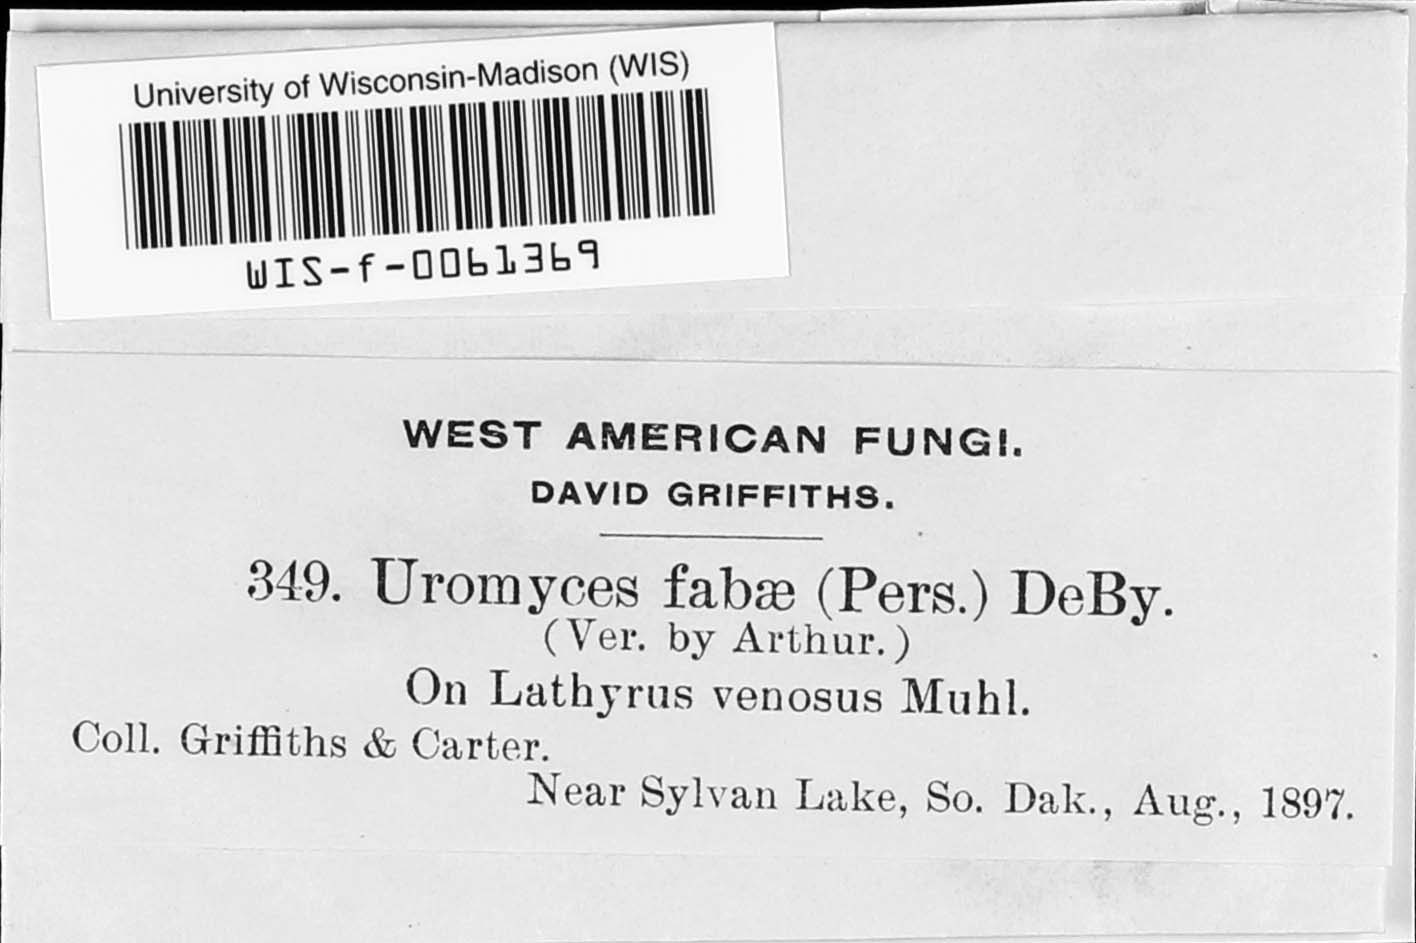 University of Wisconsin-Madison (WIS)
WIS-f-0061369
WEST AMERICAN FUNGI.
DAVID GRIFFITHS.
349. Uromyces fabæ (Pers.) DeBy.
(Ver. by Arthur.)
On Lathyrus venosus Muhl.
Coll. Griffiths & Carter.
Near Sylvan Lake, So. Dak., Aug., 1897.